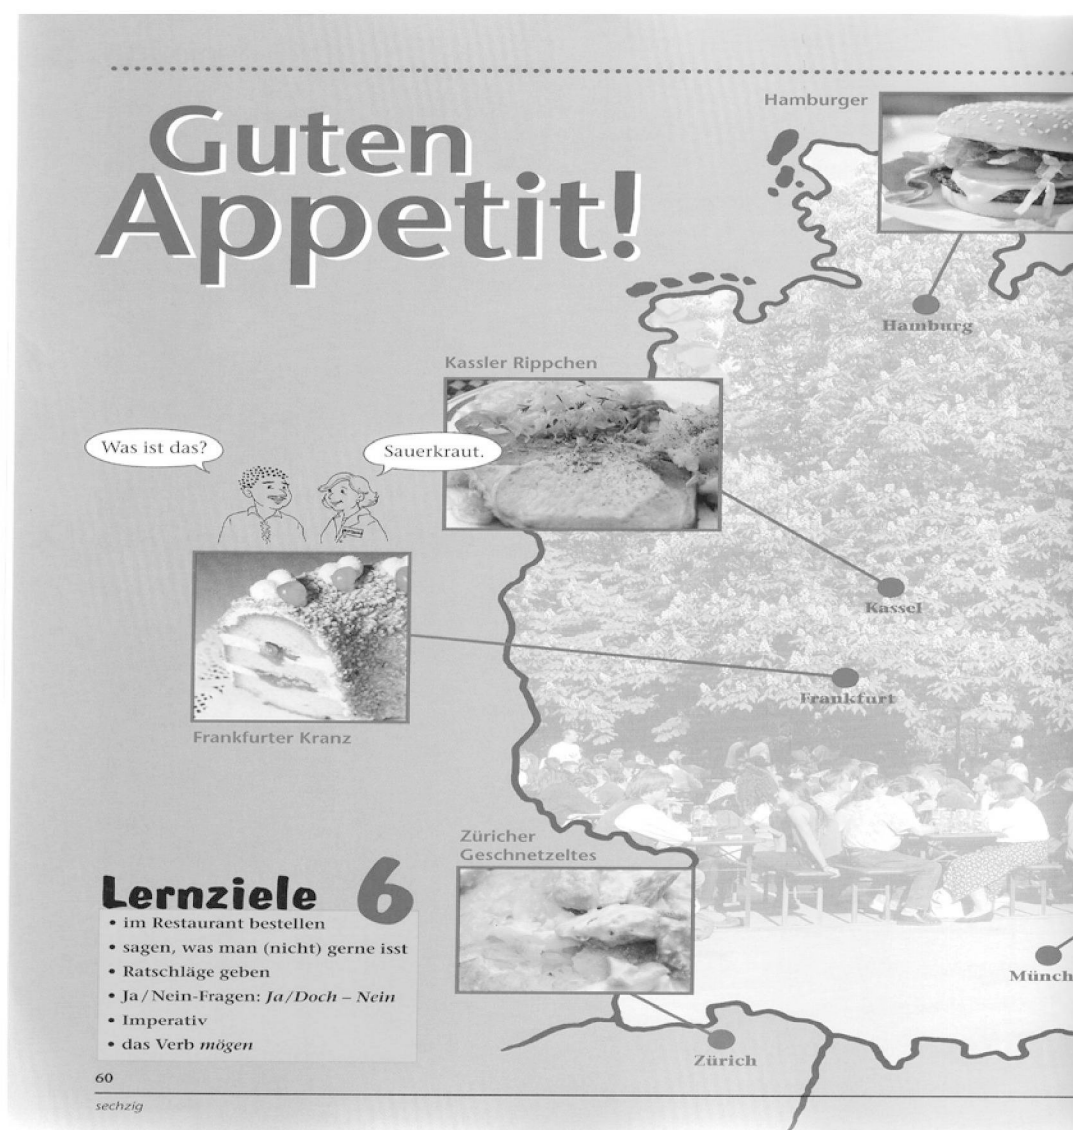 Guten
Appetit!
Hamburger
Hamburg
Kassler Rippchen
Was ist das?
Sauerkraut.
Kassel
Frankfurt
Frankfurter Kranz
Züricher
Geschnetzeltes
Lernziele 6
• im Restaurant bestellen
• sagen, was man (nicht) gerne isst
• Ratschläge geben
• Ja/Nein-Fragen: Ja/Doch – Nein
• Imperativ
• das Verb mögen
Münch
Zürich
60
sechzig